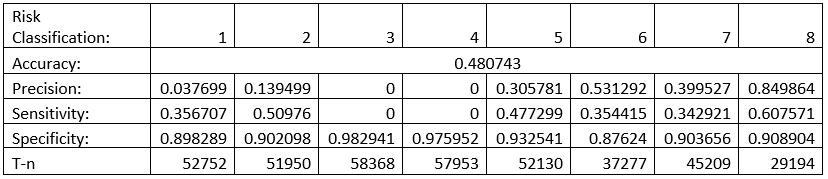 Risk
Classification: 1 2 3 4 5 6 7 8
Accuracy: 0.480743
Precision: 0.037699 0.139499 0 0 0.305781 0.531292 0.399527 0.849864
Sensitivity: 0.356707 0.50976 0 0 0.477299 0.354415 0.342921 0.607571
Specificity: 0.898289 0.902098 0.982941 0.975952 0.932541 0.87624 0.903656 0.908904
T-n 52752 51950 58368 57953 52130 37277 45209 29194